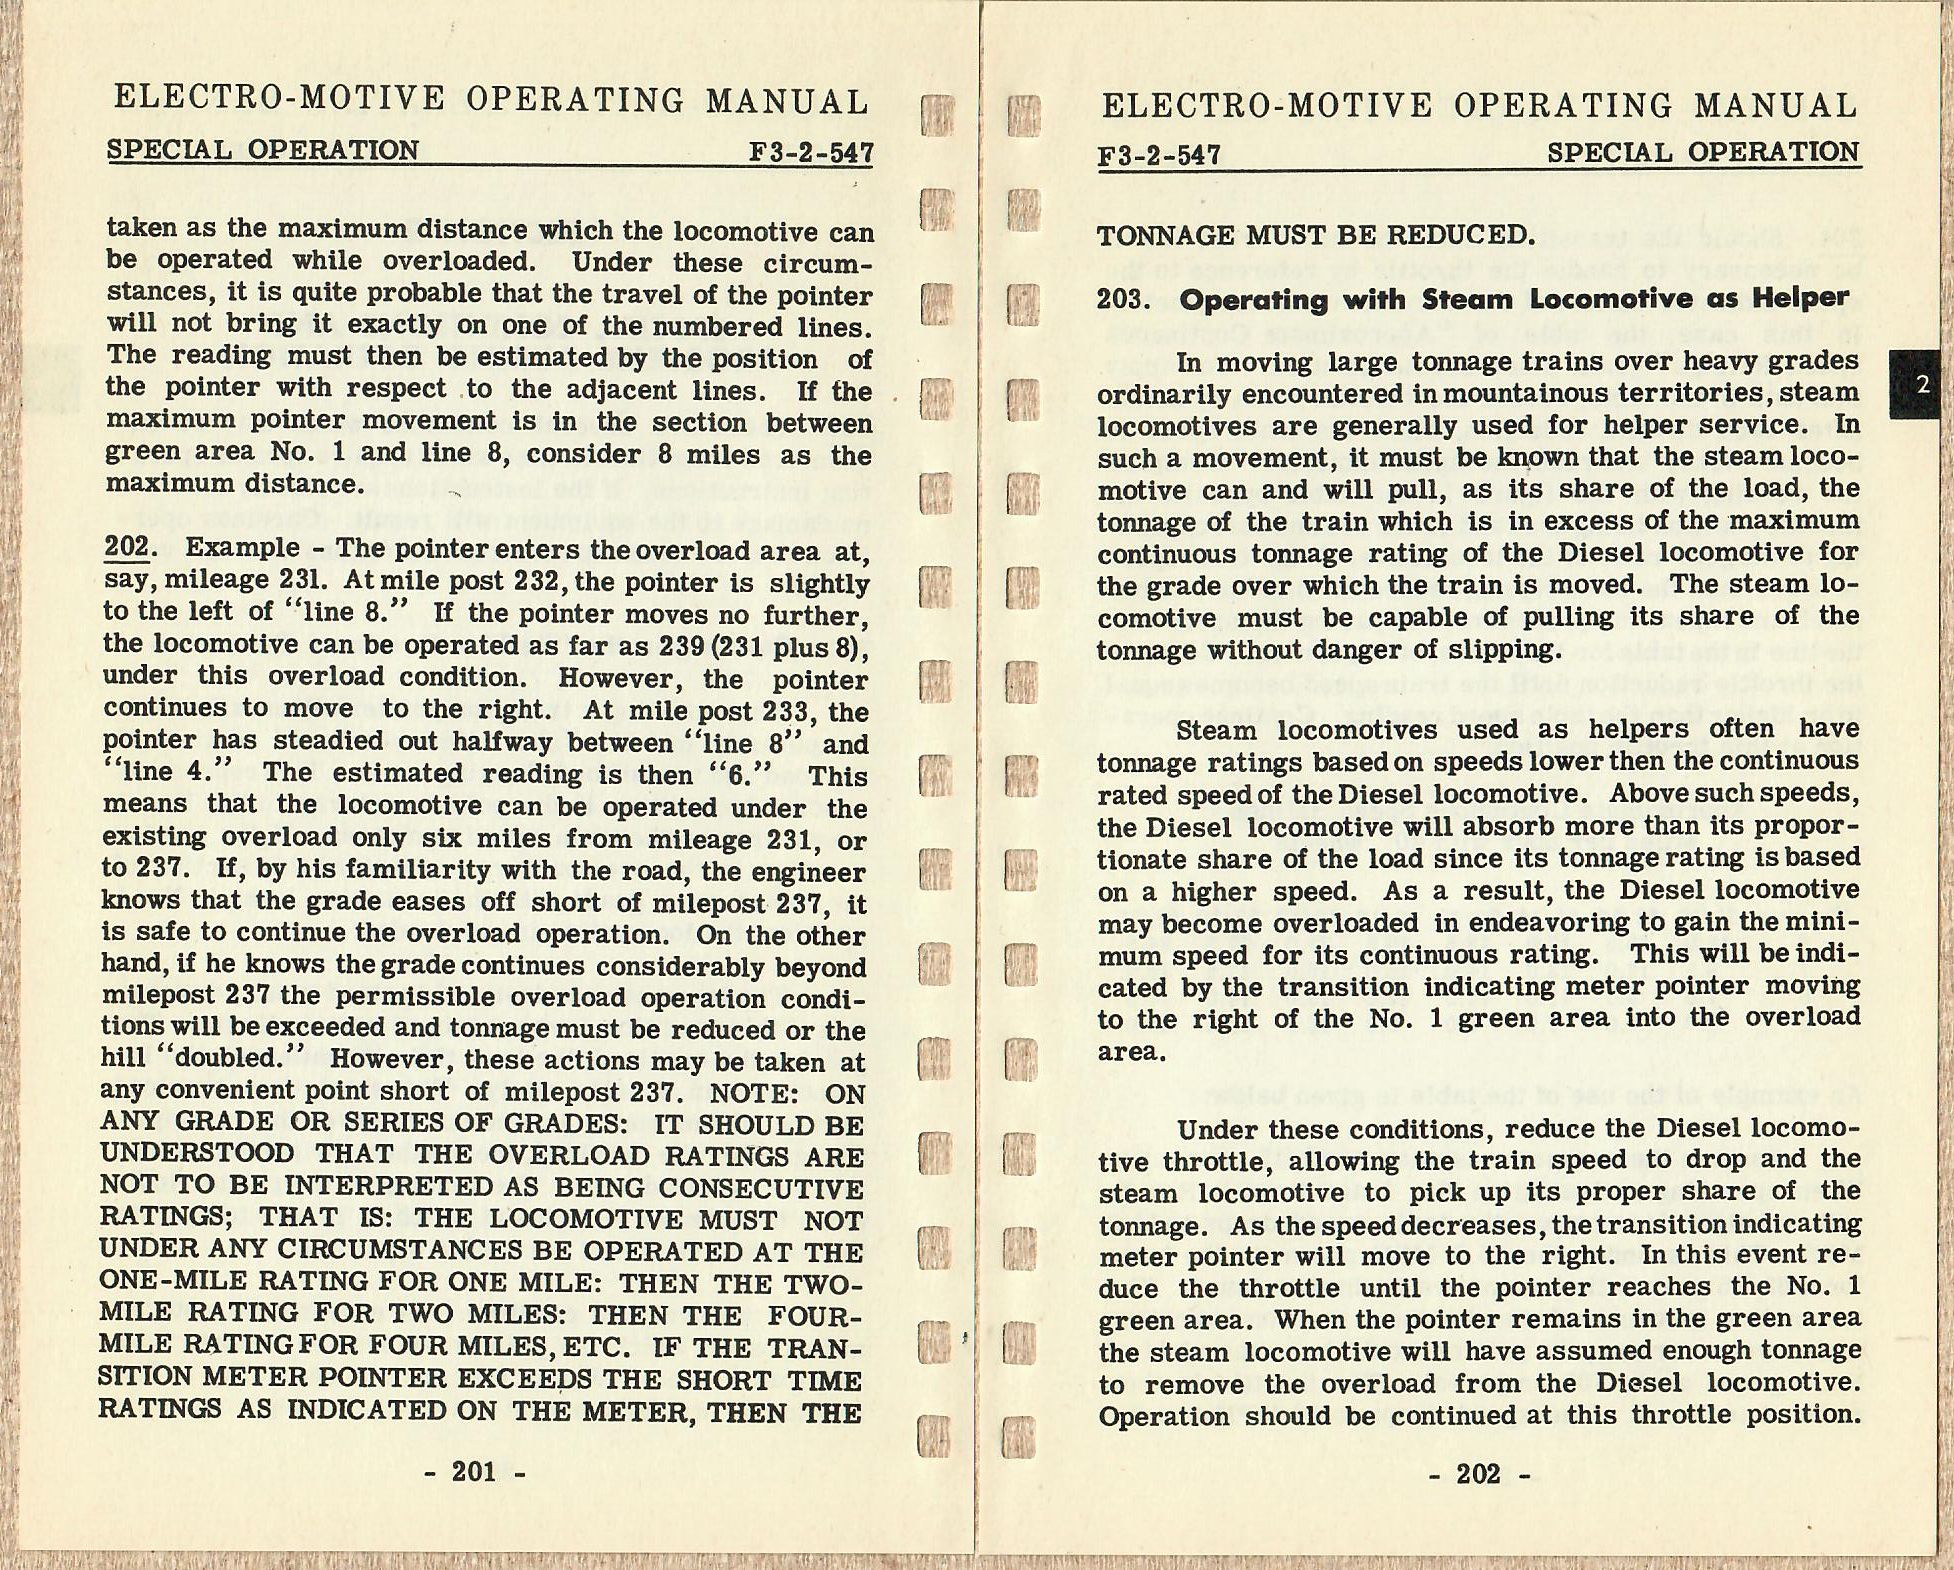 ELECTRO-MOTIVE OPERATING MANUAL
SPECIAL OPERATION F3-2-547
taken as the maximum distance which the locomotive can
be operated while overloaded. Under these circum-
stances, it is quite probable that the travel of the pointer
will not bring it exactly on one of the numbered lines.
The reading must then be estimated by the position of
the pointer with respect to the adjacent lines. If the
maximum pointer movement is in the section between
green area No. 1 and line 8, consider 8 miles as the
maximum distance.
202. Example - The pointer enters the overload area at,
say, mileage 231. At mile post 232, the pointer is slightly
to the left of “line 8.” If the pointer moves no further,
the locomotive can be operated as far as 239 (231 plus 8),
under this overload condition. However, the pointer
continues to move to the right. At mile post 233, the
pointer has steadied out halfway between “line 8” and
“line 4.” The estimated reading is then “6.” This
means that the locomotive can be operated under the
existing overload only six miles from mileage 231, or
to 237. If, by his familiarity with the road, the engineer
knows that the grade eases off short of milepost 237, it
is safe to continue the overload operation. On the other
hand, if he knows the grade continues considerably beyond
milepost 237 the permissible overload operation condi-
tions will be exceeded and tonnage must be reduced or the
hill “doubled.” However, these actions may be taken at
any convenient point short of milepost 237. NOTE: ON
ANY GRADE OR SERIES OF GRADES: IT SHOULD BE
UNDERSTOOD THAT THE OVERLOAD RATINGS ARE
NOT TO BE INTERPRETED AS BEING CONSECUTIVE
RATINGS; THAT IS: THE LOCOMOTIVE MUST NOT
UNDER ANY CIRCUMSTANCES BE OPERATED AT THE
ONE-MILE RATING FOR ONE MILE: THEN THE TWO-
MILE RATING FOR TWO MILES: THEN THE FOUR-
MILE RATING FOR FOUR MILES, ETC. IF THE TRAN-
SITION METER POINTER EXCEEDS THE SHORT TIME
RATINGS AS INDICATED ON THE METER, THEN THE
- 201 -
ELECTRO-MOTIVE OPERATING MANUAL
F3-2-547 SPECIAL OPERATION
TONNAGE MUST BE REDUCED.
203. Operating with Steam Locomotive as Helper
In moving large tonnage trains over heavy grades
ordinarily encountered in mountainous territories, steam
locomotives are generally used for helper service. In
such a movement, it must be known that the steam loco-
motive can and will pull, as its share of the load, the
tonnage of the train which is in excess of the maximum
continuous tonnage rating of the Diesel locomotive for
the grade over which the train is moved. The steam lo-
comotive must be capable of pulling its share of the
tonnage without danger of slipping.
2
Steam locomotives used as helpers often have
tonnage ratings based on speeds lower then the continuous
rated speed of the Diesel locomotive. Above such speeds,
the Diesel locomotive will absorb more than its propor-
tionate share of the load since its tonnage rating is based
on a higher speed. As a result, the Diesel locomotive
may become overloaded in endeavoring to gain the mini-
mum speed for its continuous rating. This will be indi-
cated by the transition indicating meter pointer moving
to the right of the No. 1 green area into the overload
area.
Under these conditions, reduce the Diesel locomo-
tive throttle, allowing the train speed to drop and the
steam locomotive to pick up its proper share of the
tonnage. As the speed decreases, the transition indicating
meter pointer will move to the right. In this event re-
duce the throttle until the pointer reaches the No. 1
green area. When the pointer remains in the green area
the steam locomotive will have assumed enough tonnage
to remove the overload from the Diesel locomotive.
Operation should be continued at this throttle position.
- 202 -